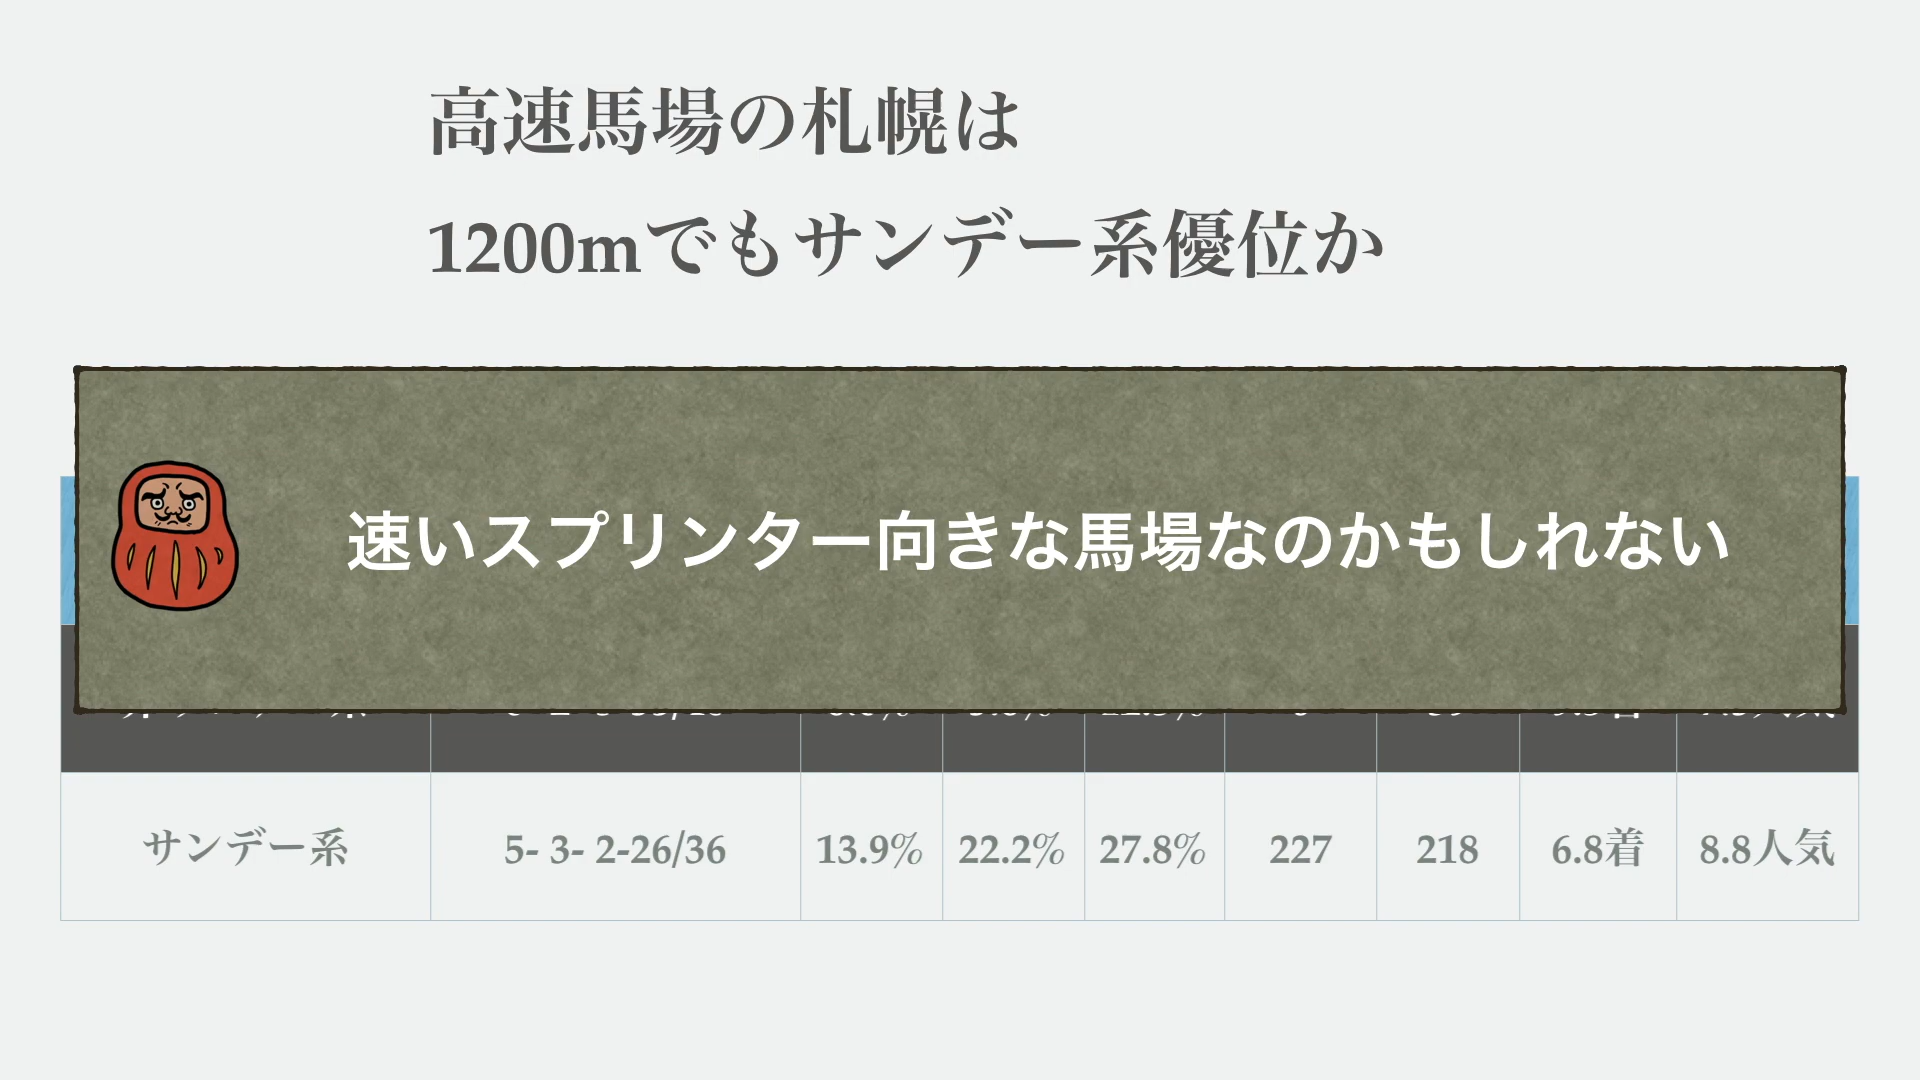 高速馬場の札幌は
1200mでもサンデー系優位か
速いスプリンター向きな馬場なのかもしれない
サンデー系 5- 3- 2-26/36 13.9% 22.2% 27.8% 227 218 6.8着 8.8人気